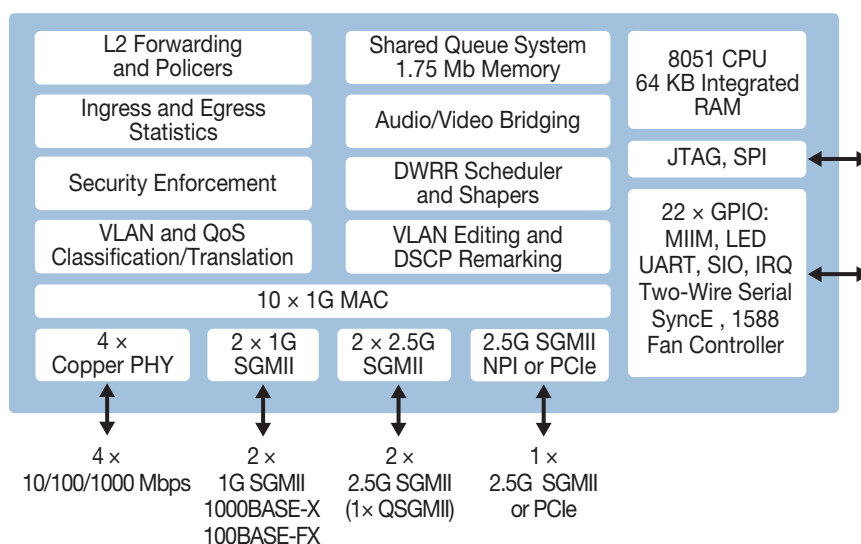 L2 Forwarding
and Policers
Shared Queue System
1.75 Mb Memory
8051 CPU
64 KB Integrated
RAM
Ingress and Egress
Statistics
Audio/Video Bridging
JTAG, SPI
Security Enforcement
DWRR Scheduler
and Shapers
22 × GPIO:
MIIM, LED
UART, SIO, IRQ
Two-Wire Serial
SyncE , 1588
Fan Controller
VLAN and QoS
Classification/Translation
VLAN Editing and
DSCP Remarking
10 × 1G MAC
4 ×
Copper PHY
2 × 1G
SGMII
2 × 2.5G
SGMII
2.5G SGMII
NPI or PCIe
4 ×
10/100/1000 Mbps
2 ×
1G SGMII
1000BASE-X
100BASE-FX
2 ×
2.5G SGMII
(1× QSGMII)
1 ×
2.5G SGMII
or PCIe